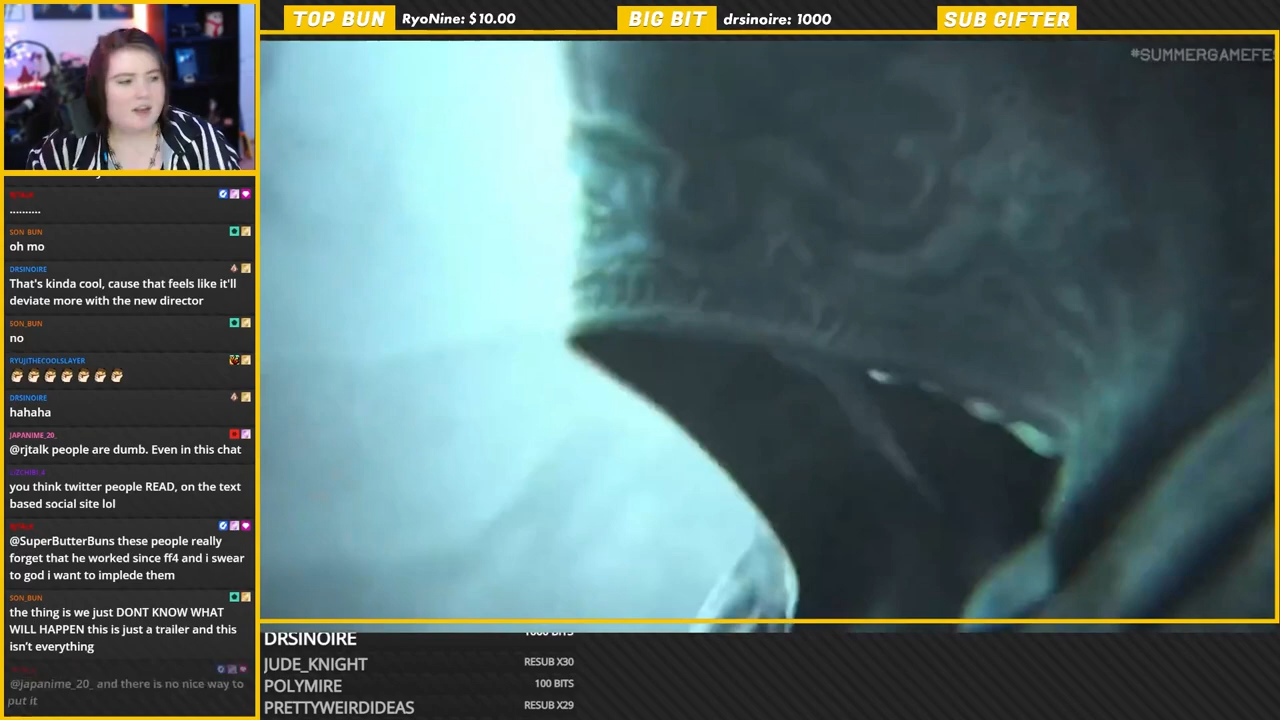 TOP BUN RyoNine: $10.00 BIG BIT drsinoire: 1000 SUB GIFTER
#SUMMERGAMEFES
..........
SON_BUN
oh mo
DRSINOIRE
That's kinda cool, cause that feels like it'll
deviate more with the new director
SON_BUN
no
RYUJITHECOOLSLAYER
DRSINOIRE
hahaha
JAPANIME_20_
@rjtalk people are dumb. Even in this chat
you think twitter people READ, on the text
based social site lol
@SuperButterBuns these people really
forget that he worked since ff4 and i swear
to god i want to implede them
SON_BUN
the thing is we just DONT KNOW WHAT
WILL HAPPEN this is just a trailer and this
isn't everything
@japanime_20_ and there is no nice way to
put it
DRSINOIRE 1000 BITS
JUDE_KNIGHT RESUB X30
POLYMIRE 100 BITS
PRETTYWEIRDIDEAS RESUB X29